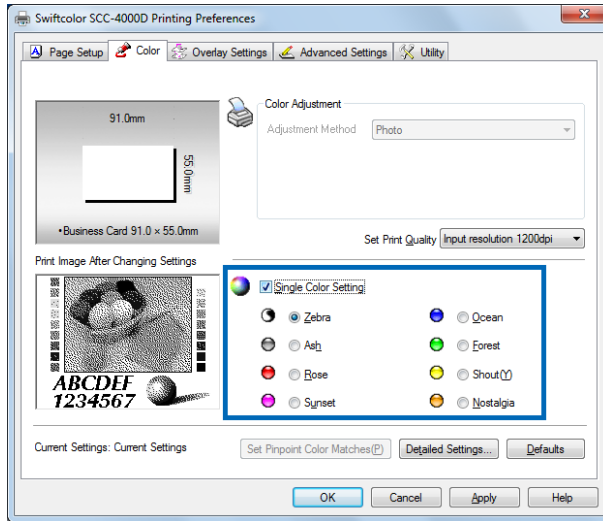 Swiftcolor SCC-4000D Printing Preferences
Page Setup Color Overlay Settings Advanced Settings Utility
91.0mm
55.0mm
•Business Card 91.0 × 55.0mm
Color Adjustment
Adjustment Method Photo
Set Print Quality Input resolution 1200dpi
Print Image After Changing Settings
ABCDEF
1234567
Single Color Setting
Zebra Ocean
Ash Forest
Rose Shout(Y)
Sunset Nostalgia
Current Settings: Current Settings Set Pinpoint Color Matches(P) Detailed Settings... Defaults
OK Cancel Apply Help